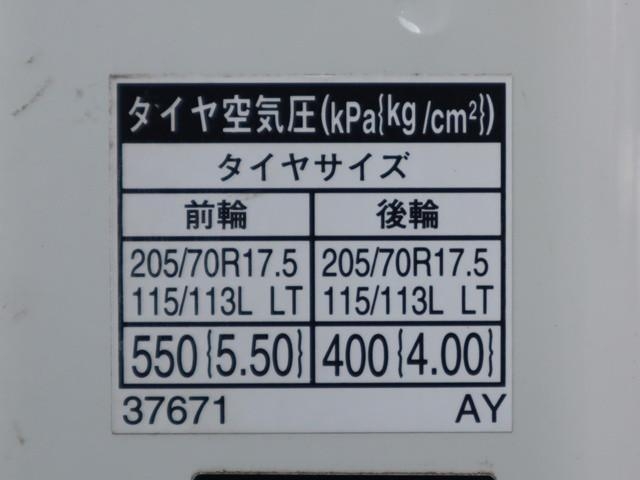 タイヤ空気圧(kPa{kg/cm²})
タイヤサイズ
前輪 後輪
205/70R17.5 205/70R17.5
115/113L LT 115/113L LT
550{5.50} 400{4.00}
37671 AY